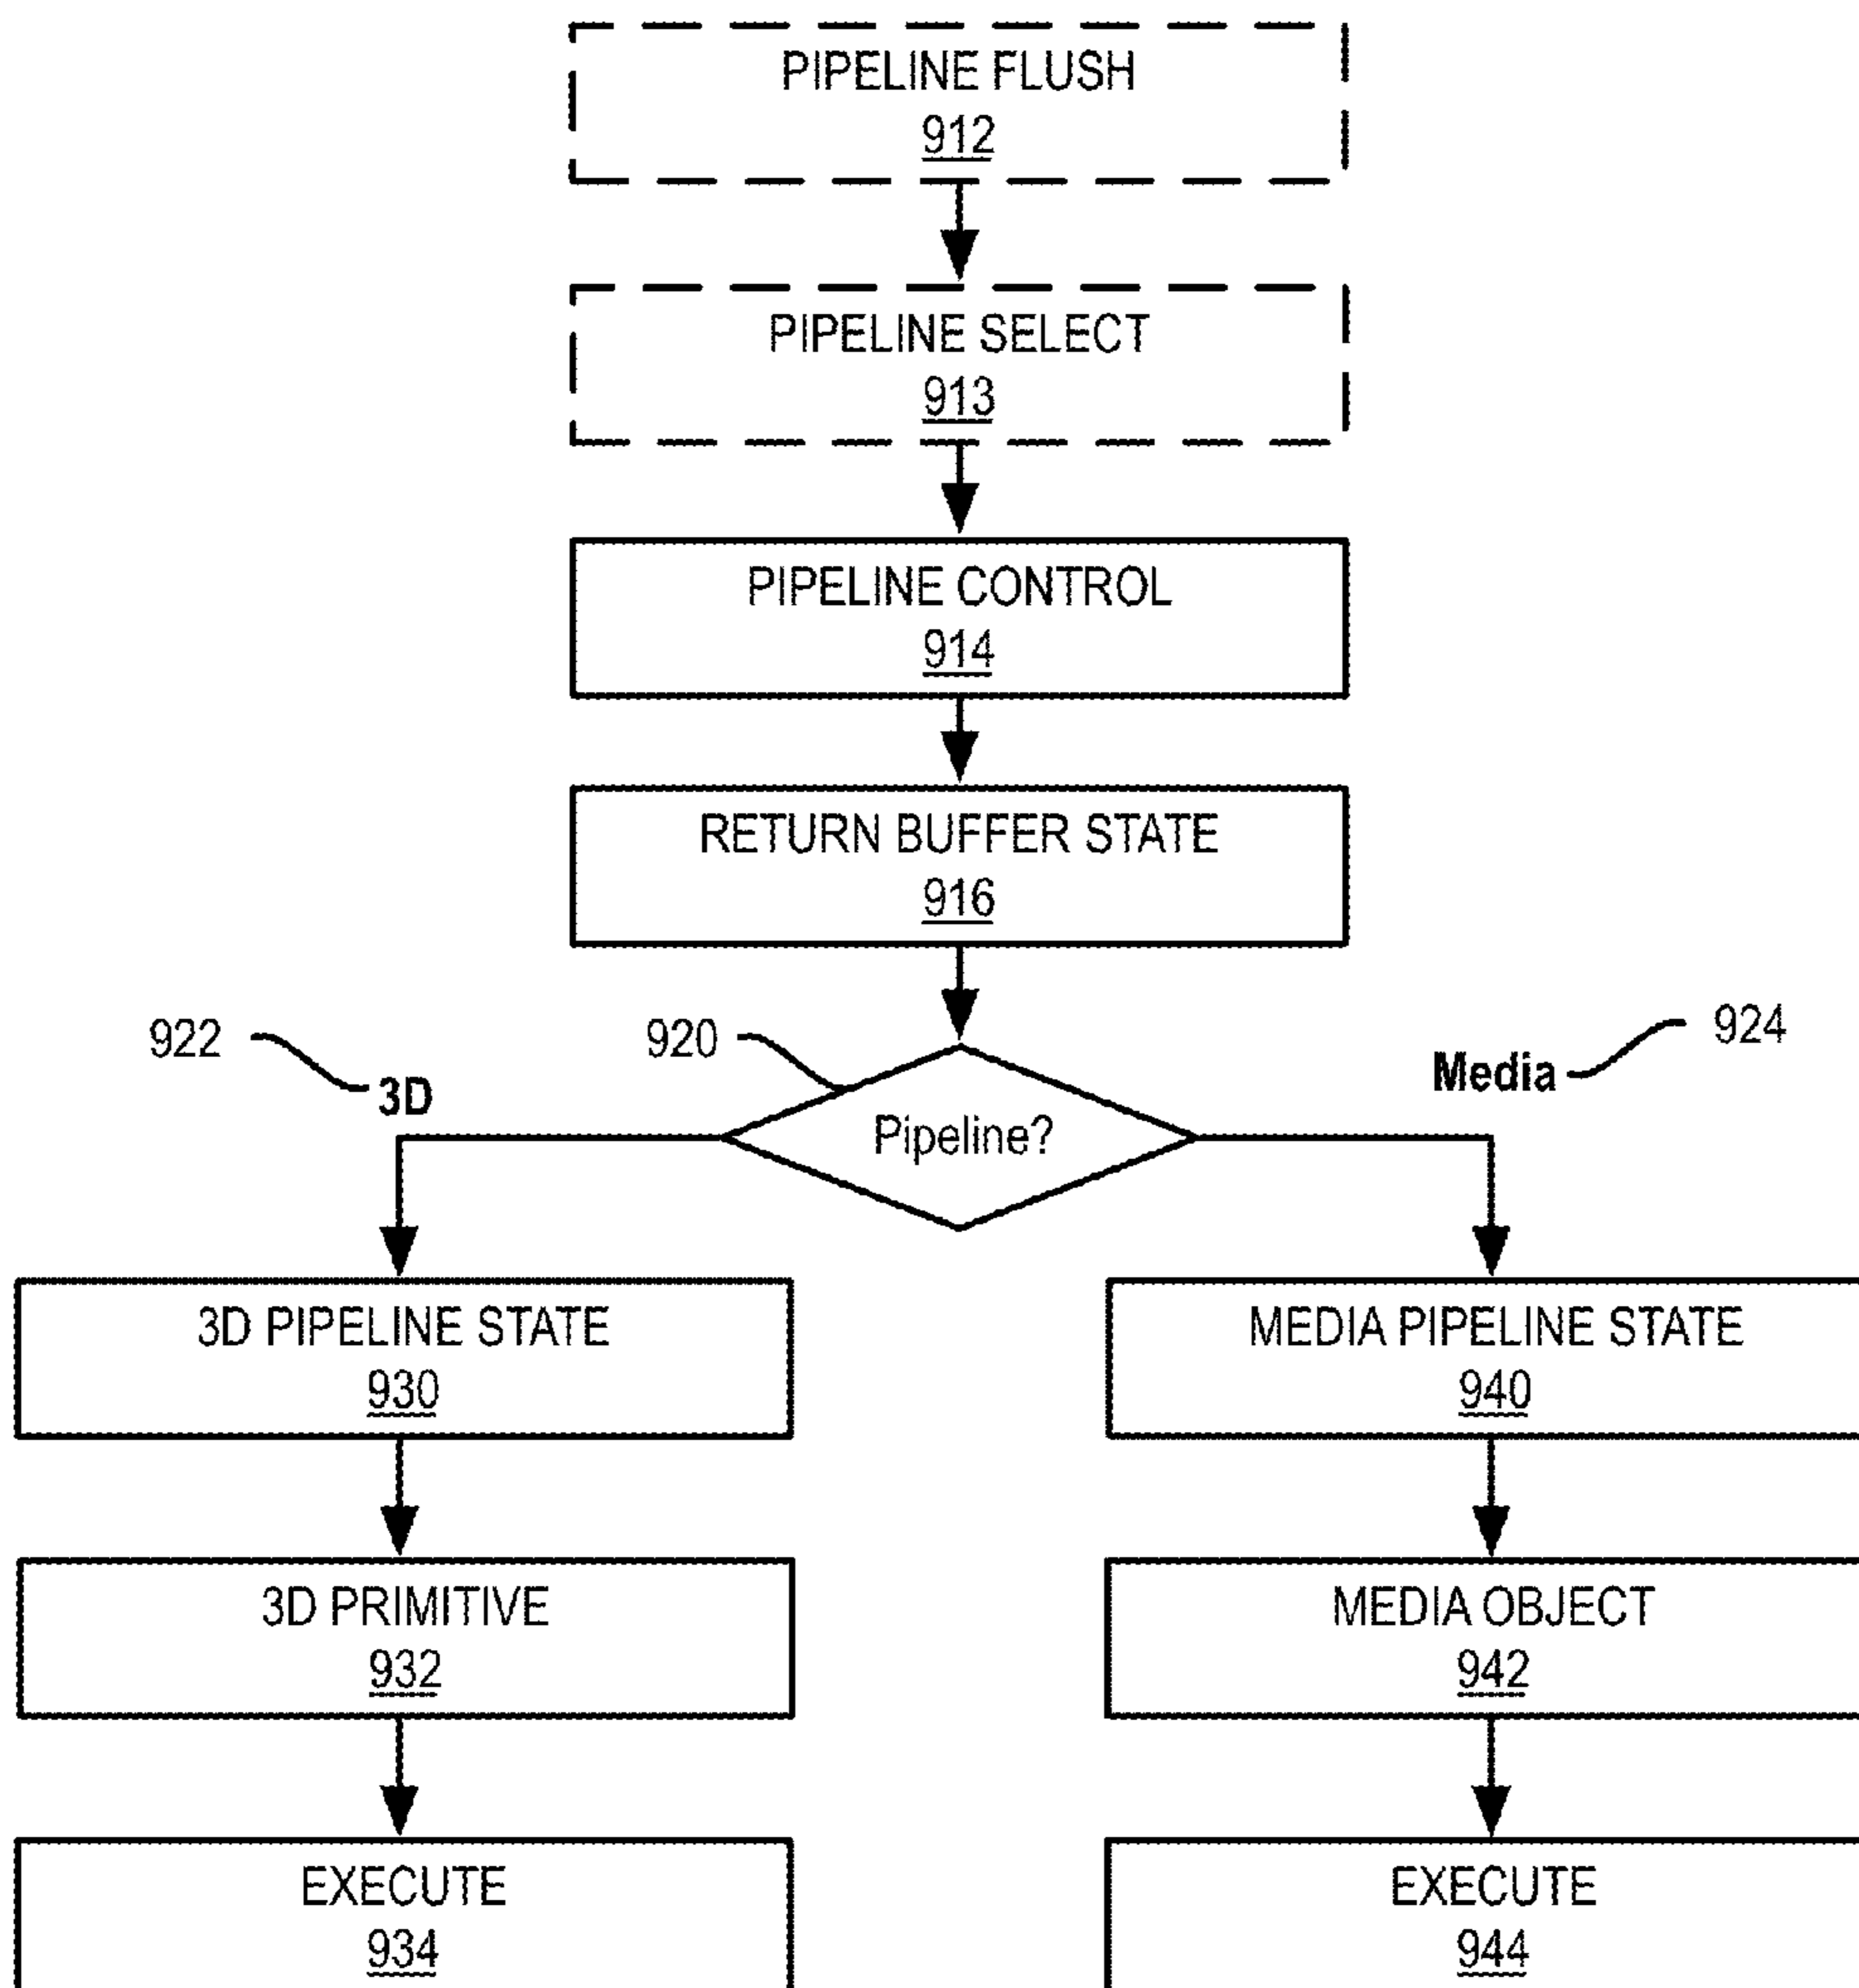 PIPELINE FLUSH
912
PIPELINE SELECT
913
PIPELINE CONTROL
914
RETURN BUFFER STATE
916
922
920
924
3D
Media
Pipeline?
3D PIPELINE STATE
930
MEDIA PIPELINE STATE
940
3D PRIMITIVE
932
MEDIA OBJECT
942
EXECUTE
934
EXECUTE
944